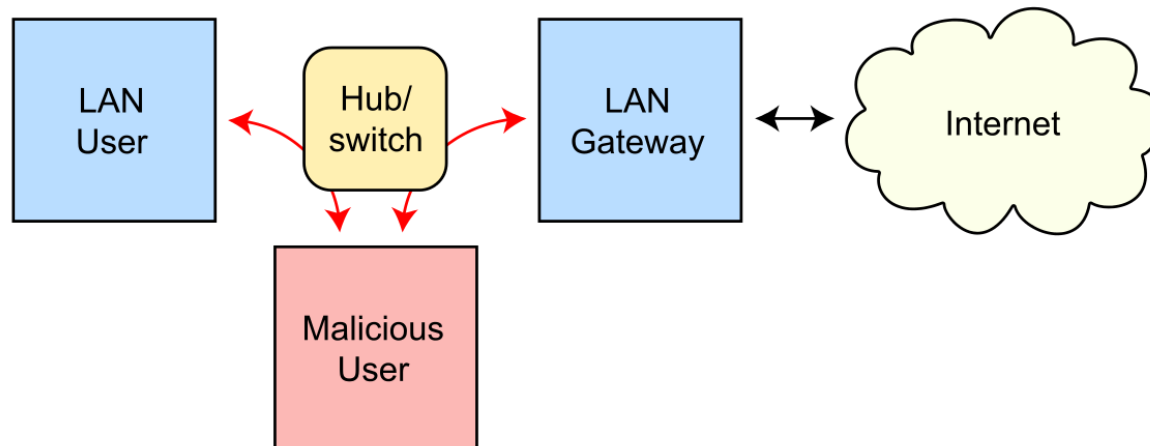 LAN
User
Hub/
switch
LAN
Gateway
Internet
Malicious
User